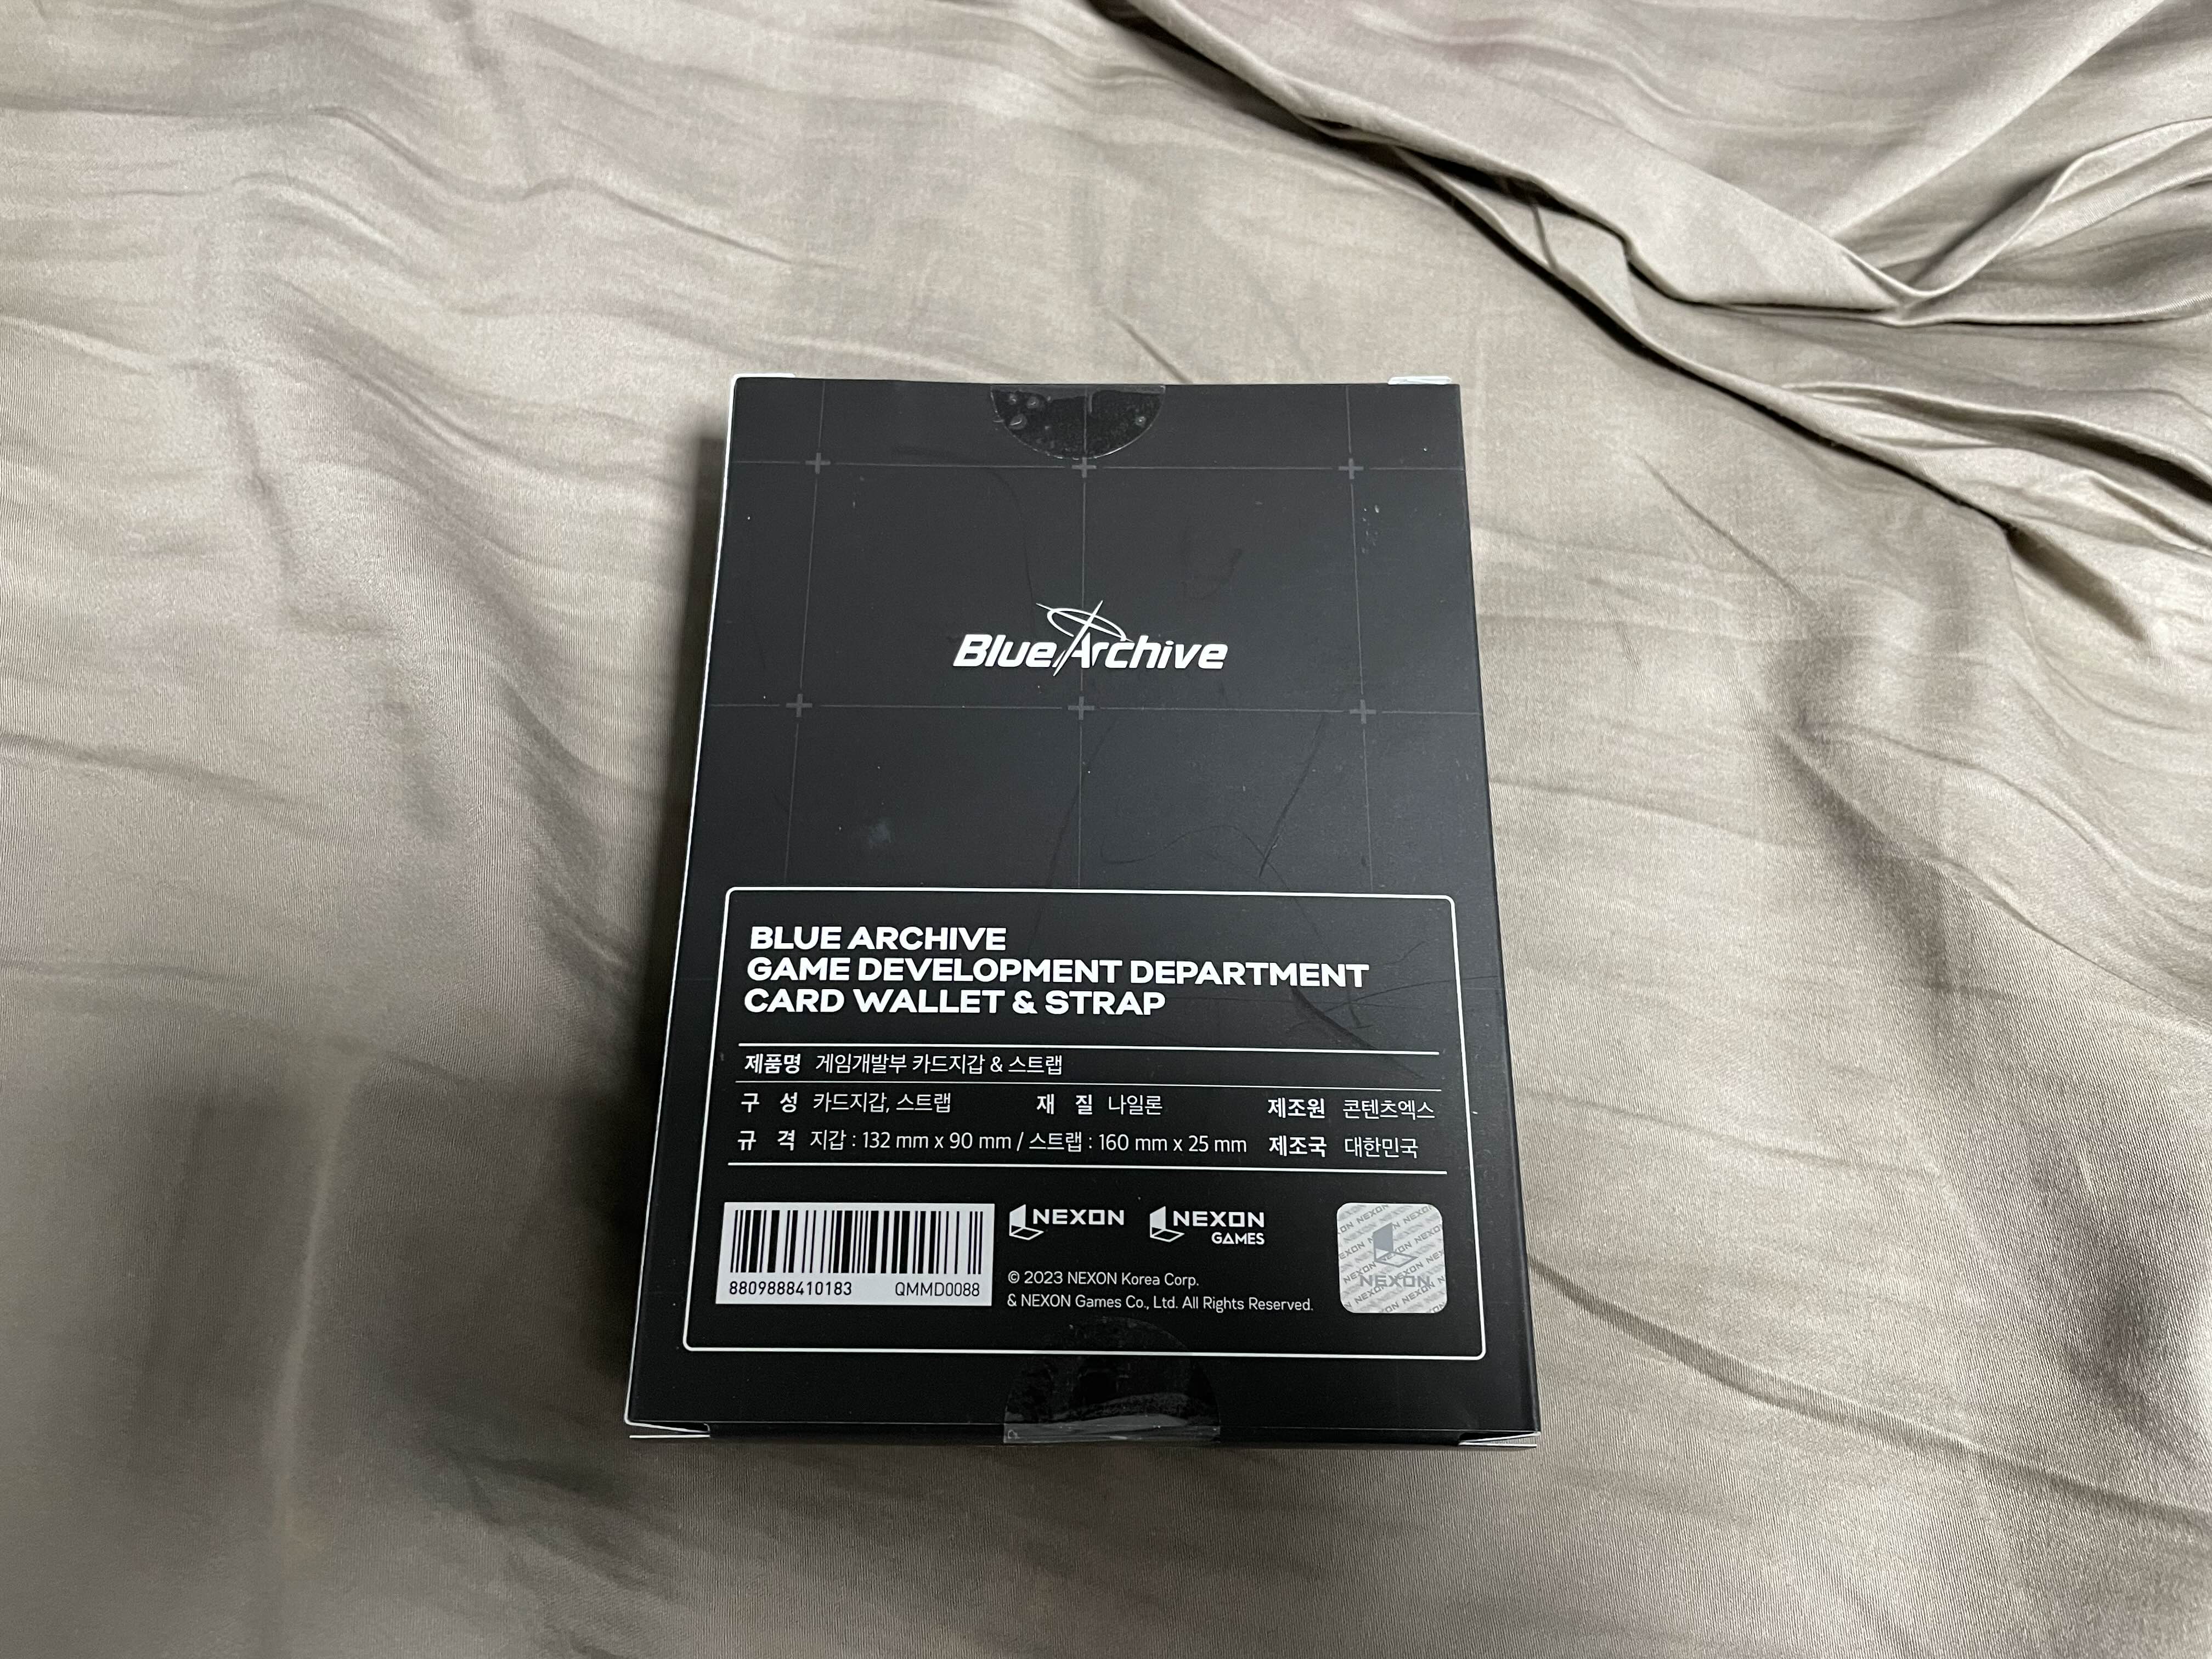 Blue Archive
BLUE ARCHIVE
GAME DEVELOPMENT DEPARTMENT
CARD WALLET & STRAP
제품명 게임개발부 카드지갑 & 스트랩
구 성 카드지갑, 스트랩 재 질 나일론 제조원 콘텐츠엑스
규 격 지갑 : 132 mm x 90 mm / 스트랩 : 160 mm x 25 mm 제조국 대한민국
8809888410183 QMMD0088
NEXON
NEXON
GAMES
© 2023 NEXON Korea Corp.
& NEXON Games Co., Ltd. All Rights Reserved.
NEXON